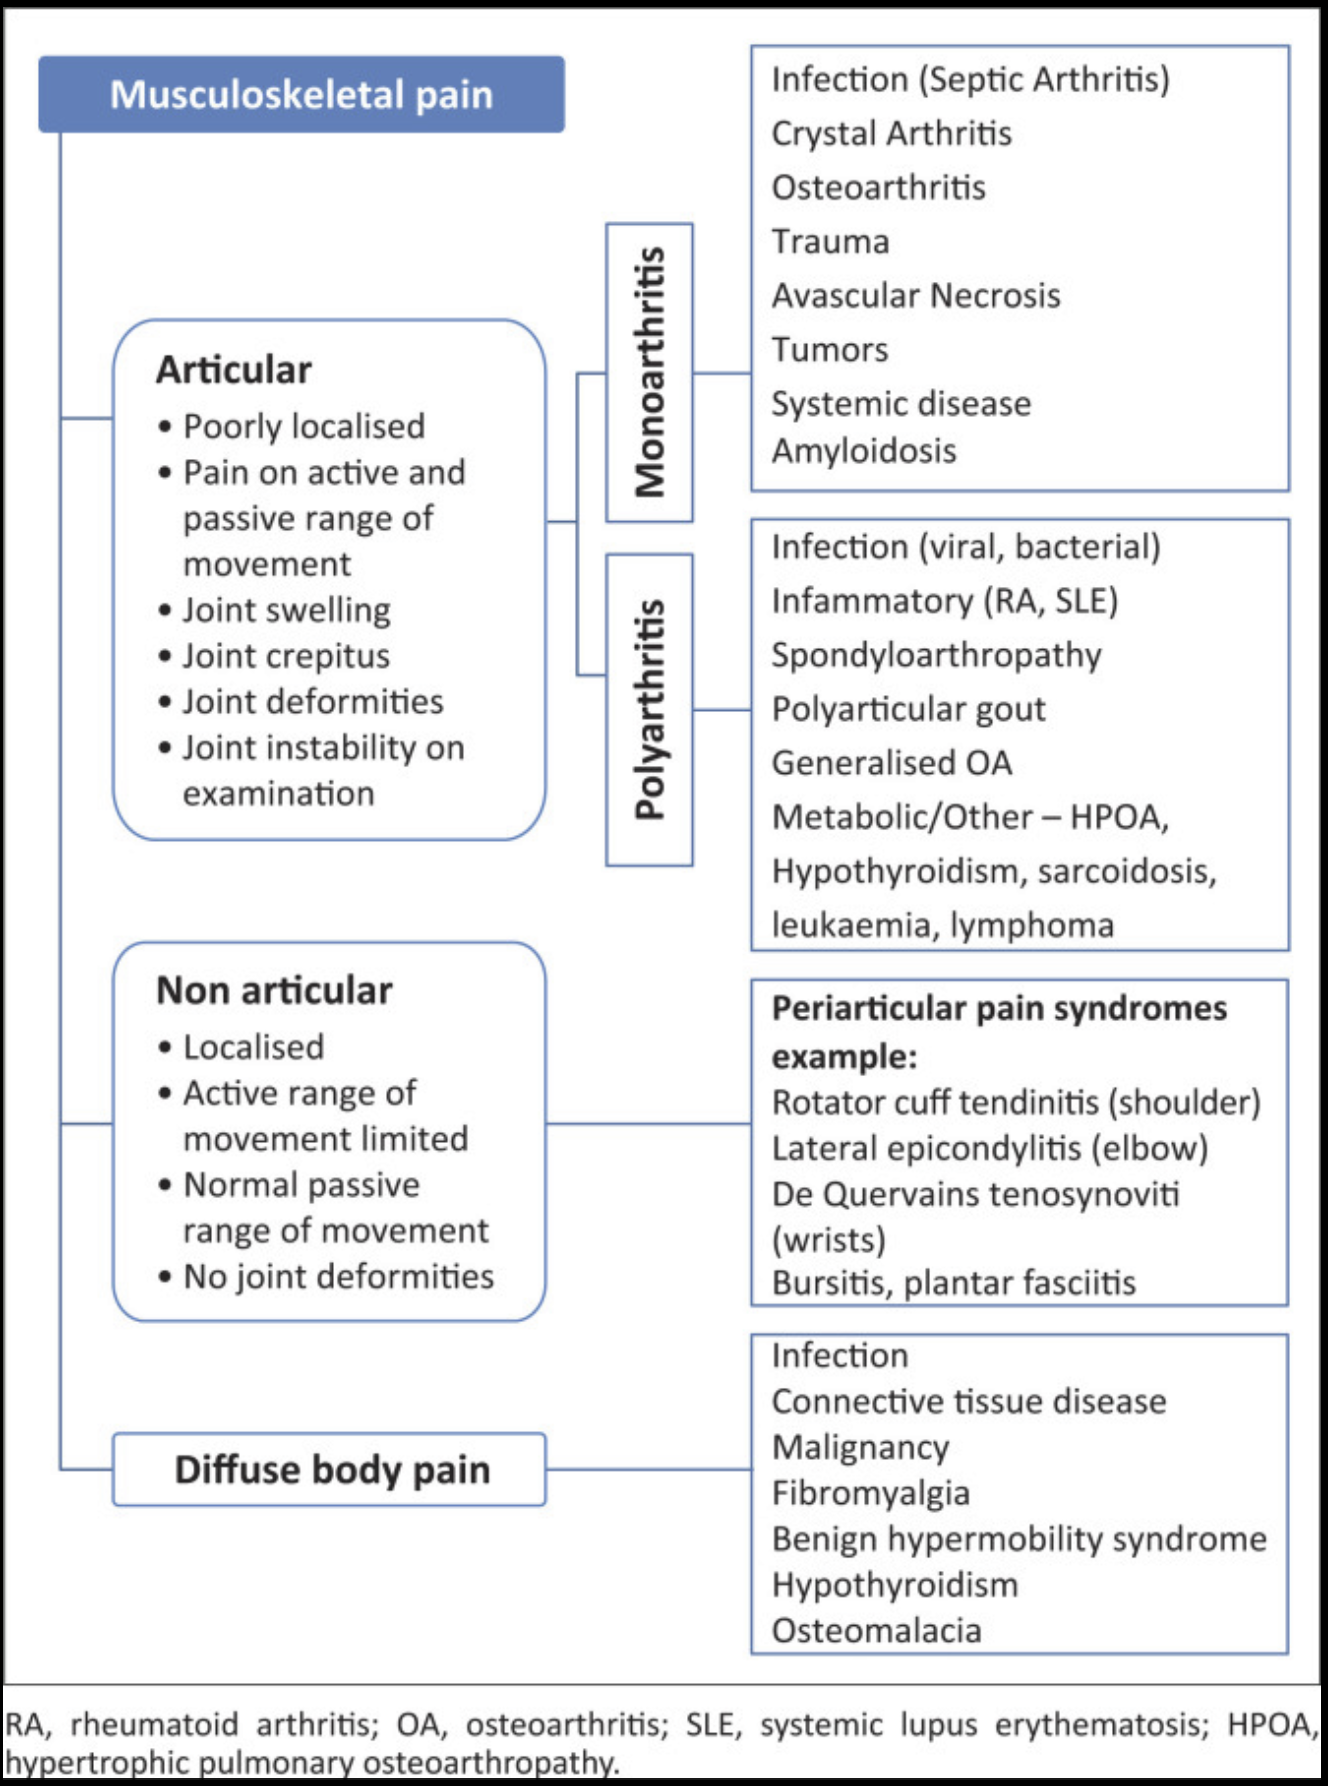 Musculoskeletal pain
Articular
• Poorly localised
• Pain on active and
passive range of
movement
• Joint swelling
• Joint crepitus
• Joint deformities
• Joint instability on
examination
Monoarthritis
Infection (Septic Arthritis)
Crystal Arthritis
Osteoarthritis
Trauma
Avascular Necrosis
Tumors
Systemic disease
Amyloidosis
Polyarthritis
Infection (viral, bacterial)
Infammatory (RA, SLE)
Spondyloarthropathy
Polyarticular gout
Generalised OA
Metabolic/Other – HPOA,
Hypothyroidism, sarcoidosis,
leukaemia, lymphoma
Non articular
• Localised
• Active range of
movement limited
• Normal passive
range of movement
• No joint deformities
Periarticular pain syndromes
example:
Rotator cuff tendinitis (shoulder)
Lateral epicondylitis (elbow)
De Quervains tenosynoviti
(wrists)
Bursitis, plantar fasciitis
Diffuse body pain
Infection
Connective tissue disease
Malignancy
Fibromyalgia
Benign hypermobility syndrome
Hypothyroidism
Osteomalacia
RA, rheumatoid arthritis; OA, osteoarthritis; SLE, systemic lupus erythematosis; HPOA,
hypertrophic pulmonary osteoarthropathy.